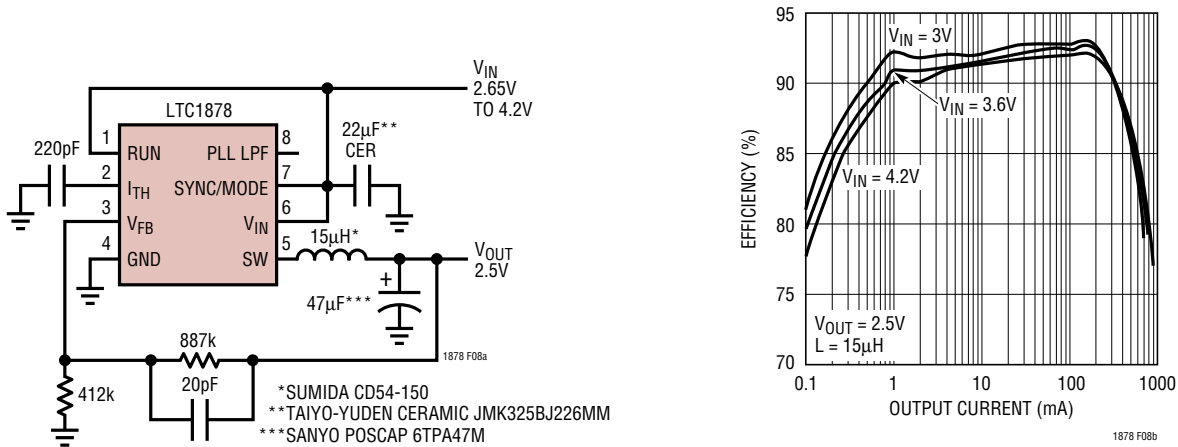 V_IN
2.65V
TO 4.2V
LTC1878
1
RUN
PLL LPF
8
220pF
2
I_TH
SYNC/MODE
7
22µF**
CER
3
V_FB
V_IN
6
4
GND
SW
5
15µH*
V_OUT
2.5V
+
47µF***
887k
1878 F08a
20pF
412k
*SUMIDA CD54-150
**TAIYO-YUDEN CERAMIC JMK325BJ226MM
***SANYO POSCAP 6TPA47M
95
90
85
80
75
70
EFFICIENCY (%)
V_IN = 3V
V_IN = 3.6V
V_IN = 4.2V
V_OUT = 2.5V
L = 15µH
0.1
1
10
100
1000
OUTPUT CURRENT (mA)
1878 F08b